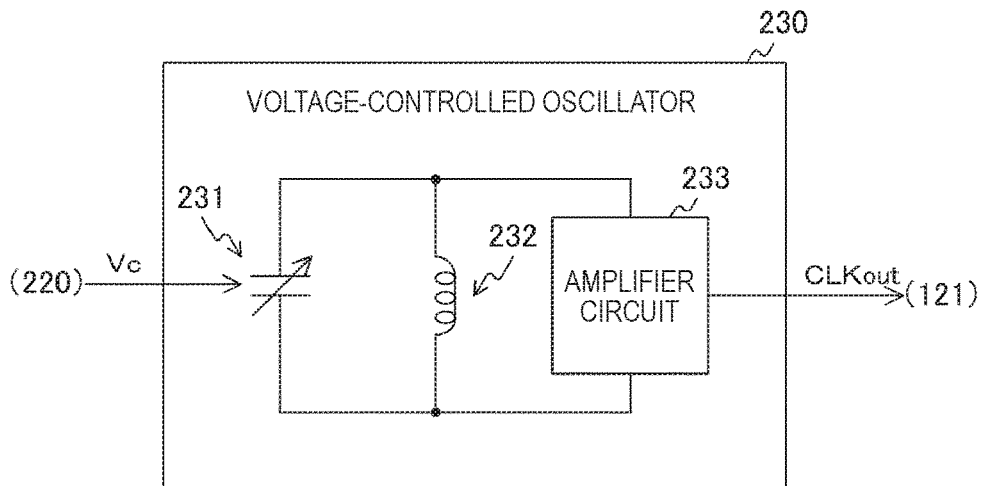 230
VOLTAGE-CONTROLLED OSCILLATOR
231
233
232
(220)
Vc
AMPLIFIER
CIRCUIT
CLKout
(121)